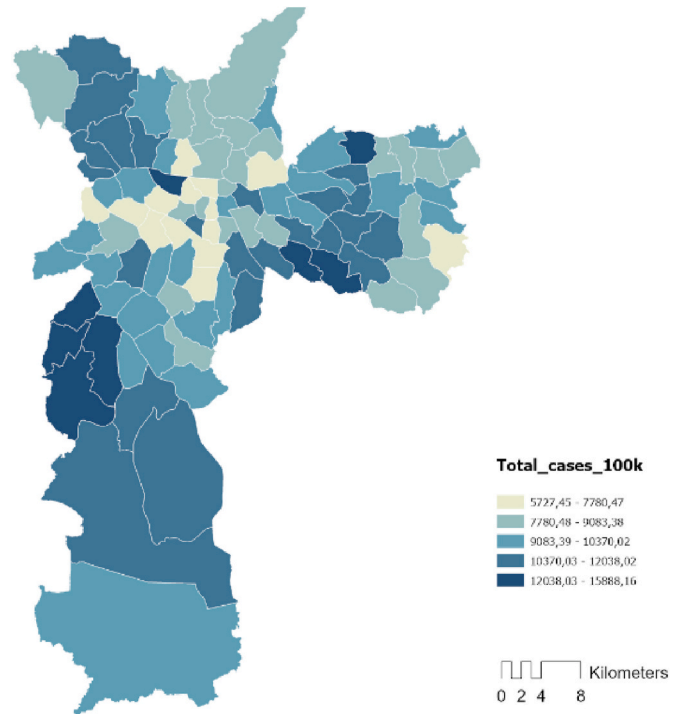 Total_cases_100k
5727,45 - 7780,47
7780,48 - 9083,38
9083,39 - 10370,02
10370,03 - 12038,02
12038,03 - 15888,16
Kilometers
0 2 4 8